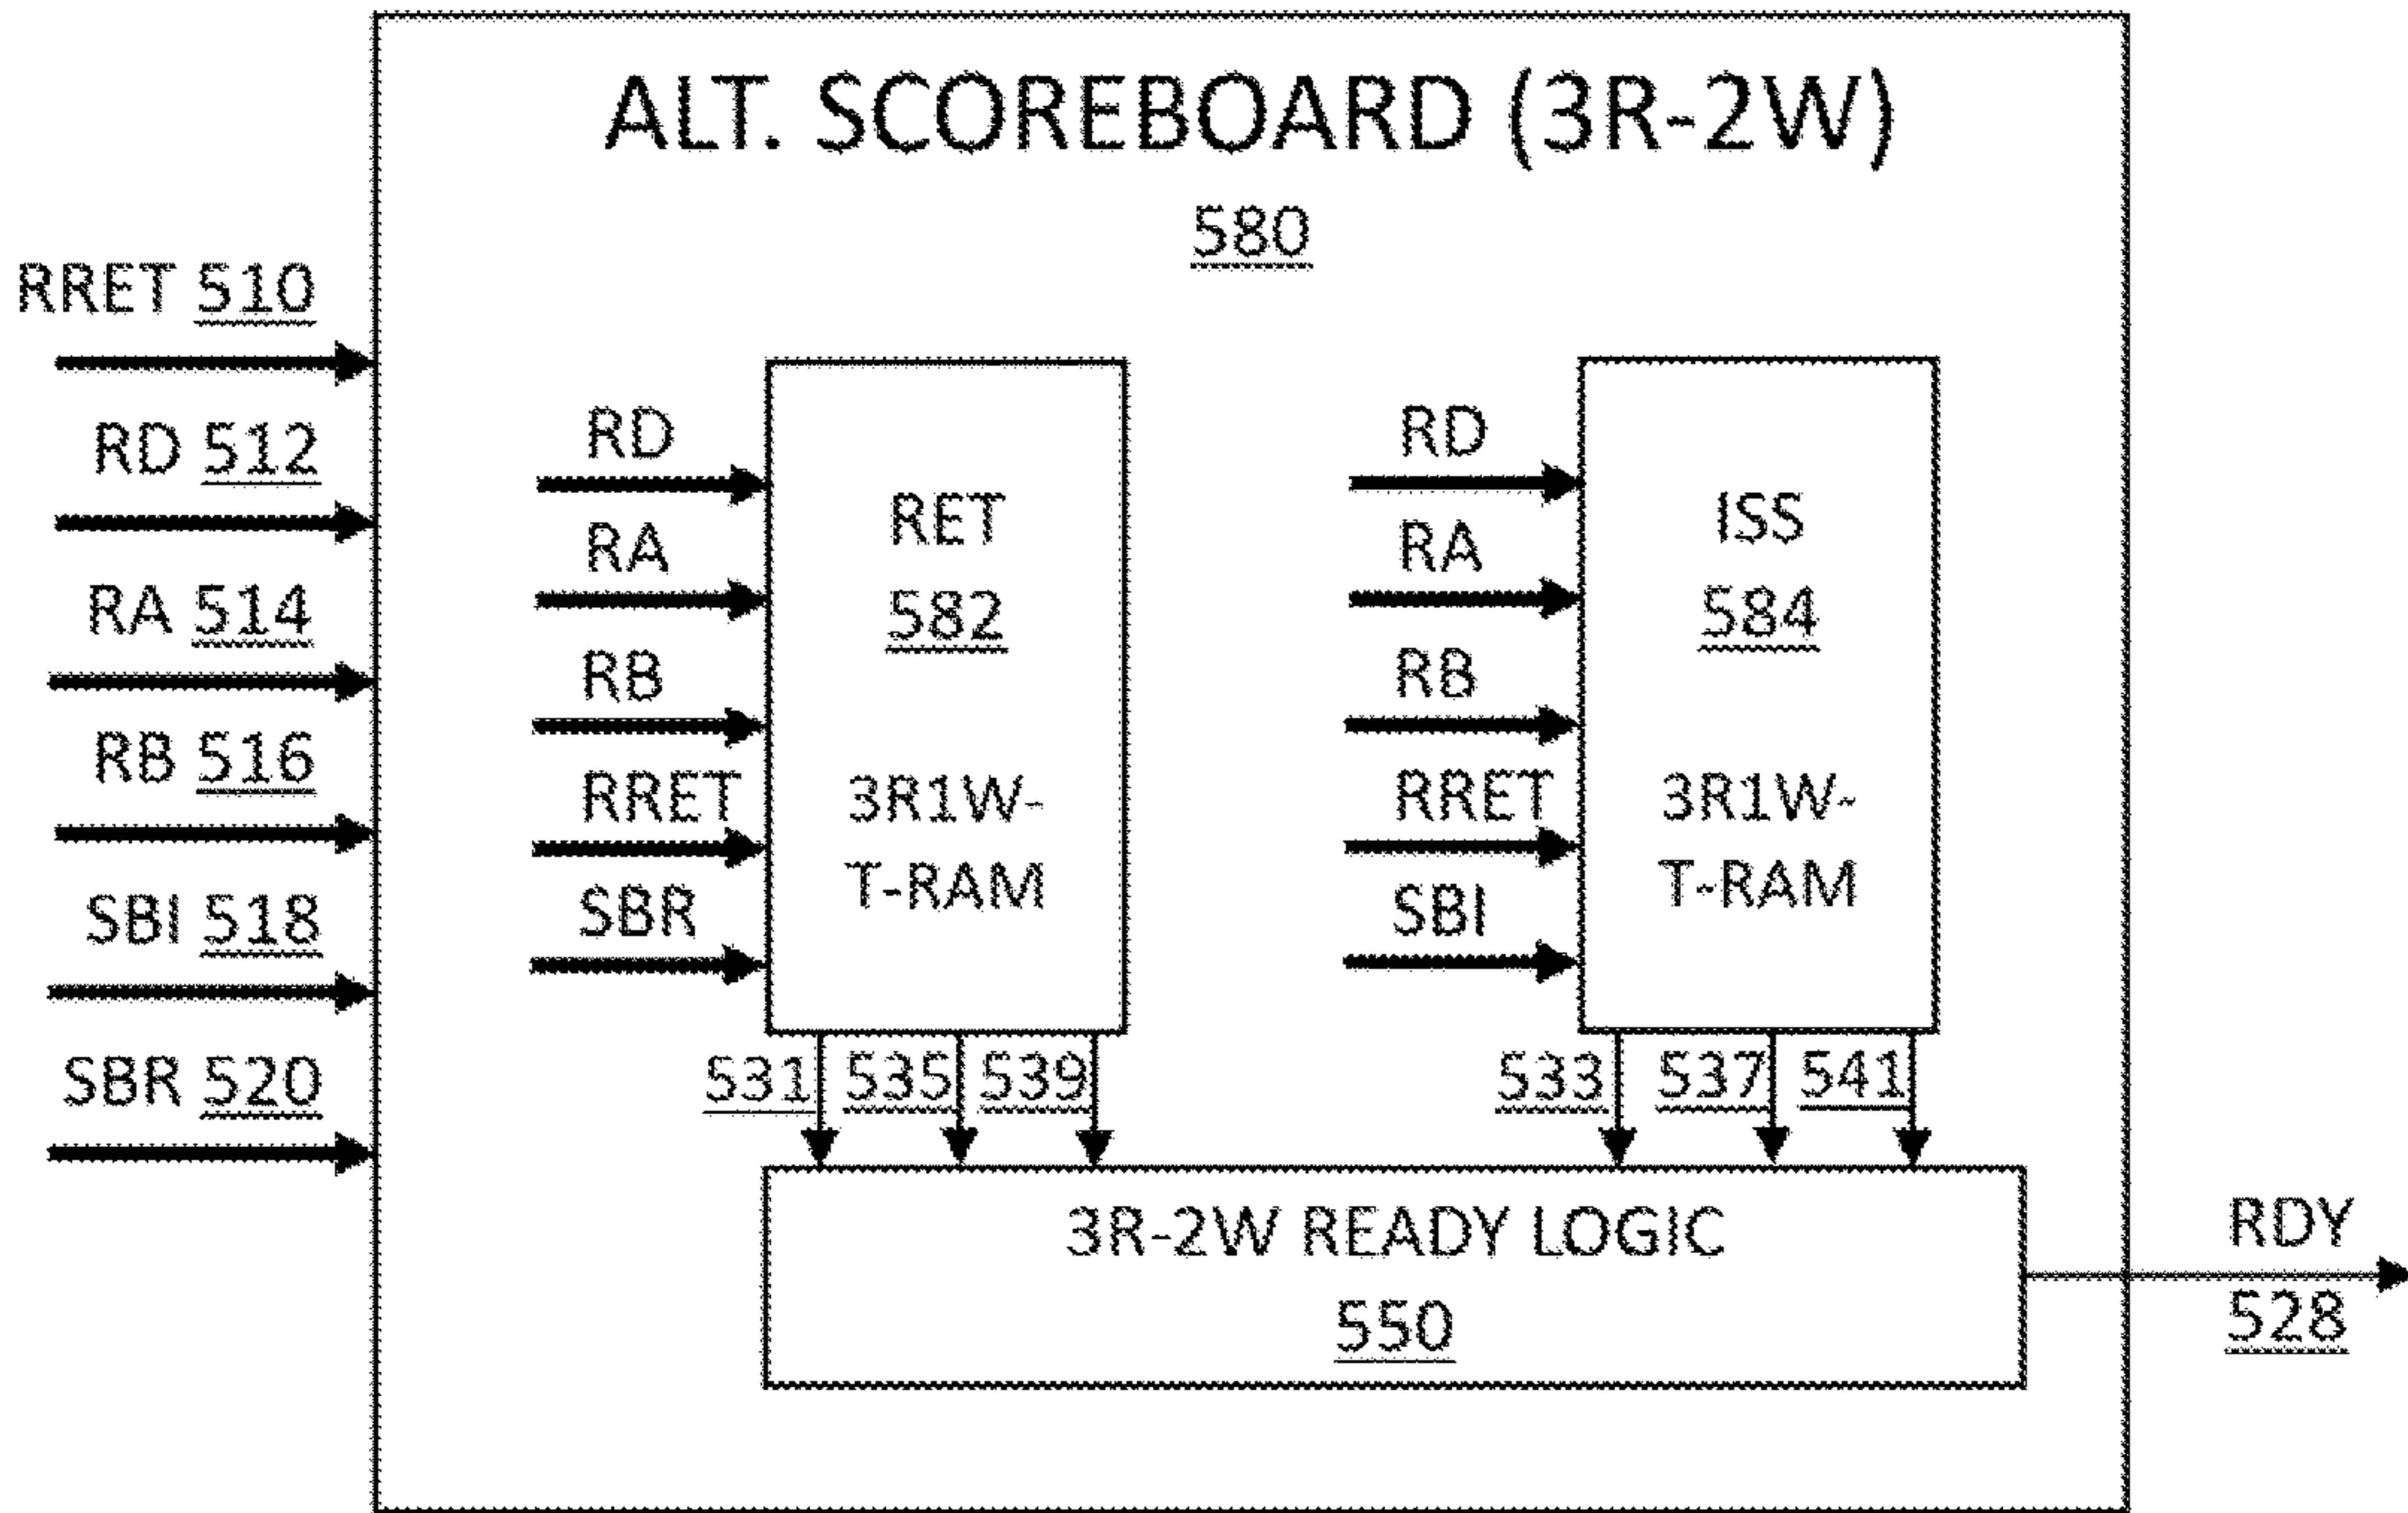 ALT. SCOREBOARD (3R-2W)
580
RRET 510
RD 512
RA 514
RB 516
SBI 518
SBR 520
RD
RA
RB
RRET
SBR
RET
582
3R1W-
T-RAM
RD
RA
RB
RRET
SBI
ISS
584
3R1W-
T-RAM
531 535 539
533 537 541
3R-2W READY LOGIC
550
RDY
528